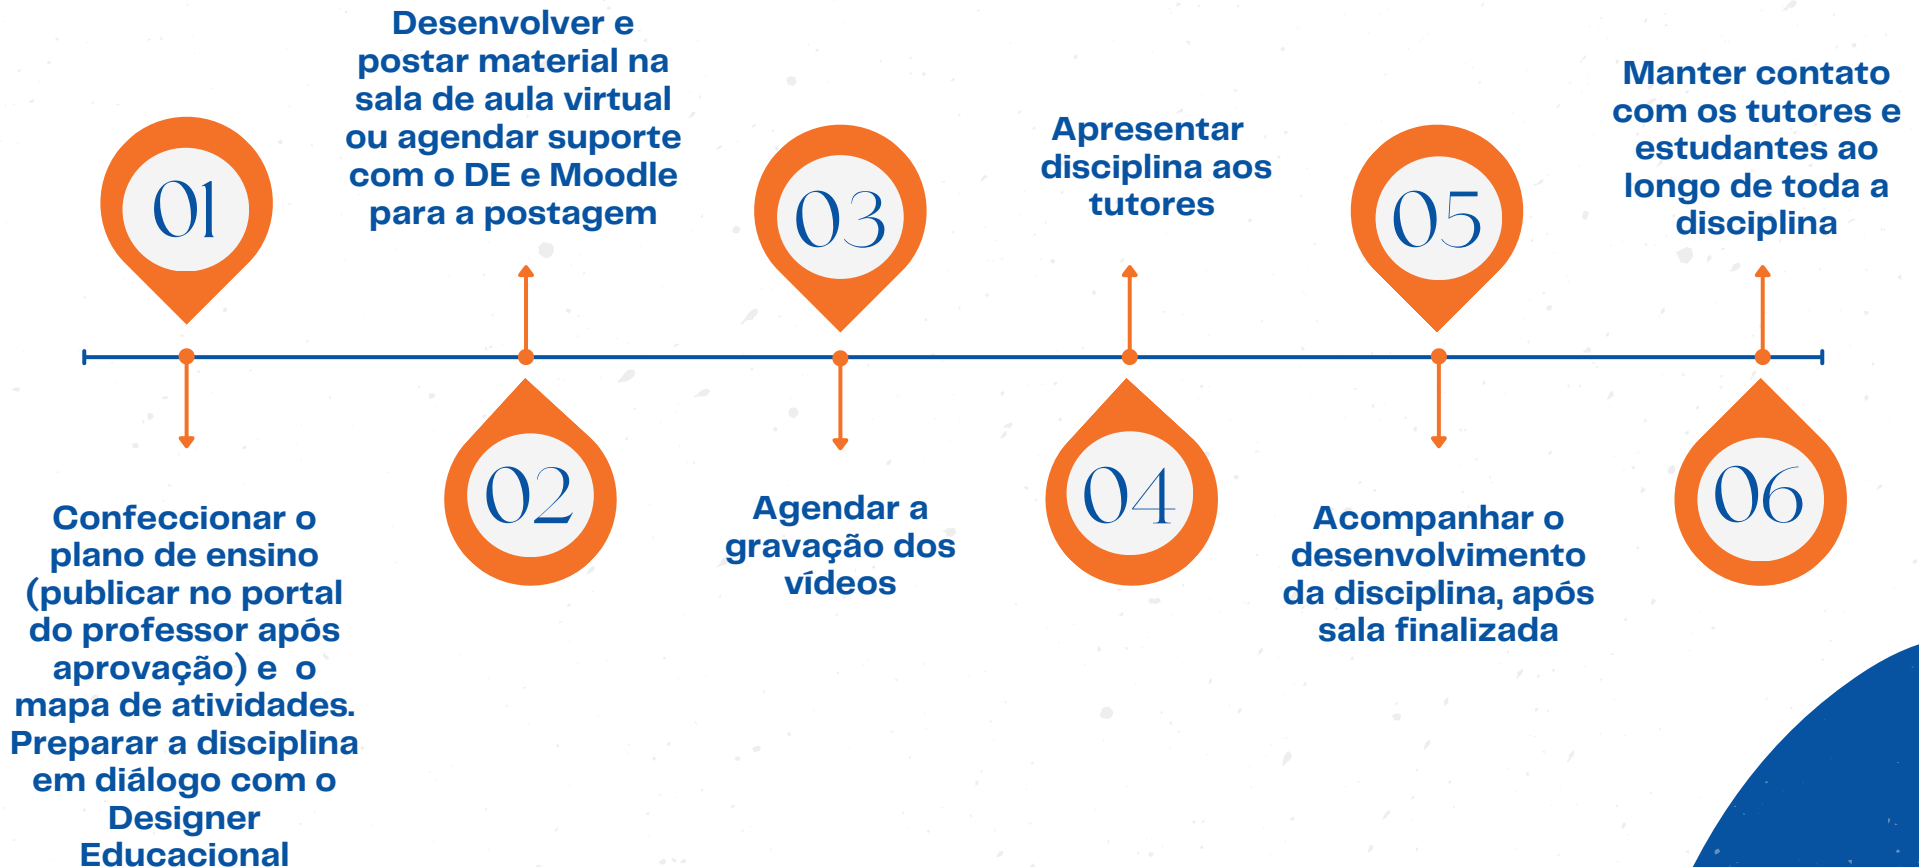 01
Confeccionar o
plano de ensino
(publicar no portal
do professor após
aprovação) e  o
mapa de atividades.
Preparar a disciplina
em diálogo com o
Designer
Educacional
Desenvolver e
postar material na
sala de aula virtual
ou agendar suporte
com o DE e Moodle
para a postagem
02
03
Agendar a
gravação dos
vídeos
Apresentar
disciplina aos
tutores
04
05
Acompanhar o
desenvolvimento
da disciplina, após
sala finalizada
Manter contato
com os tutores e
estudantes ao
longo de toda a
disciplina
06